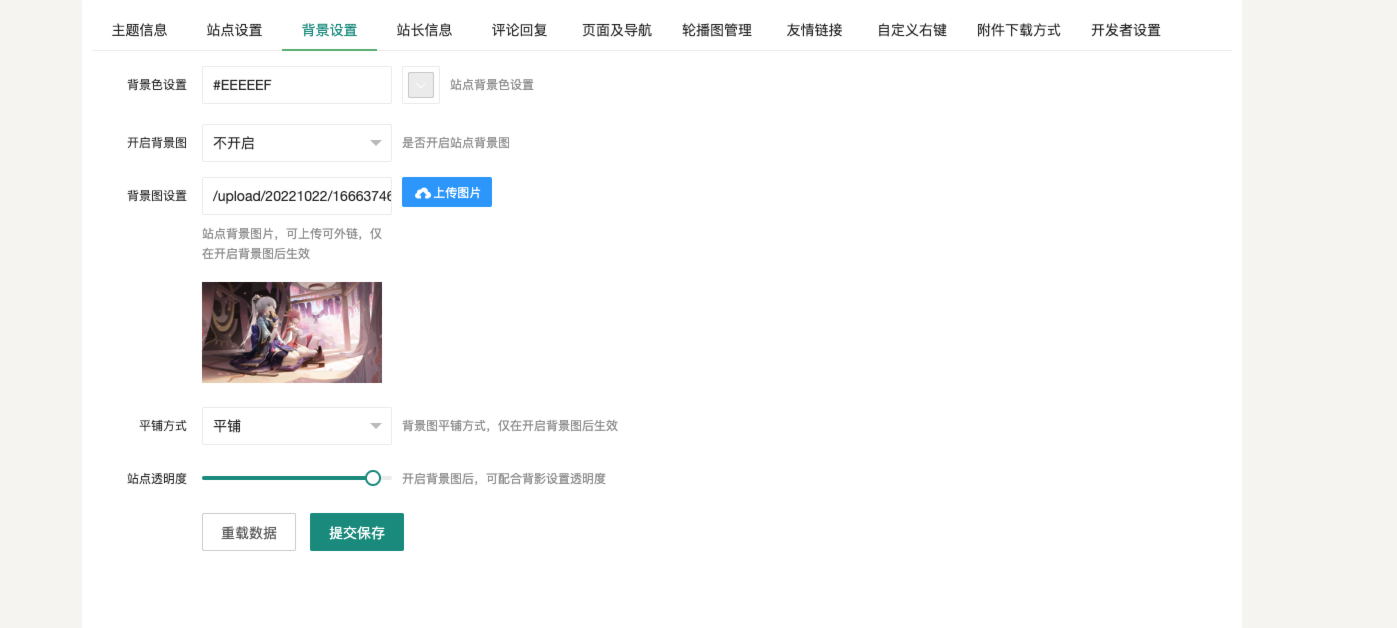 主题信息 站点设置 背景设置 站长信息 评论回复 页面及导航 轮播图管理 友情链接 自定义右键 附件下载方式 开发者设置
背景色设置 #EEEEEF 站点背景色设置
开启背景图 不开启 是否开启站点背景图
背景图设置 /upload/20221022/16663746 上传图片
站点背景图片，可上传可外链，仅
在开启背景图后生效
平铺方式 平铺 背景图平铺方式，仅在开启背景图后生效
站点透明度 开启背景图后，可配合背影设置透明度
重载数据 提交保存